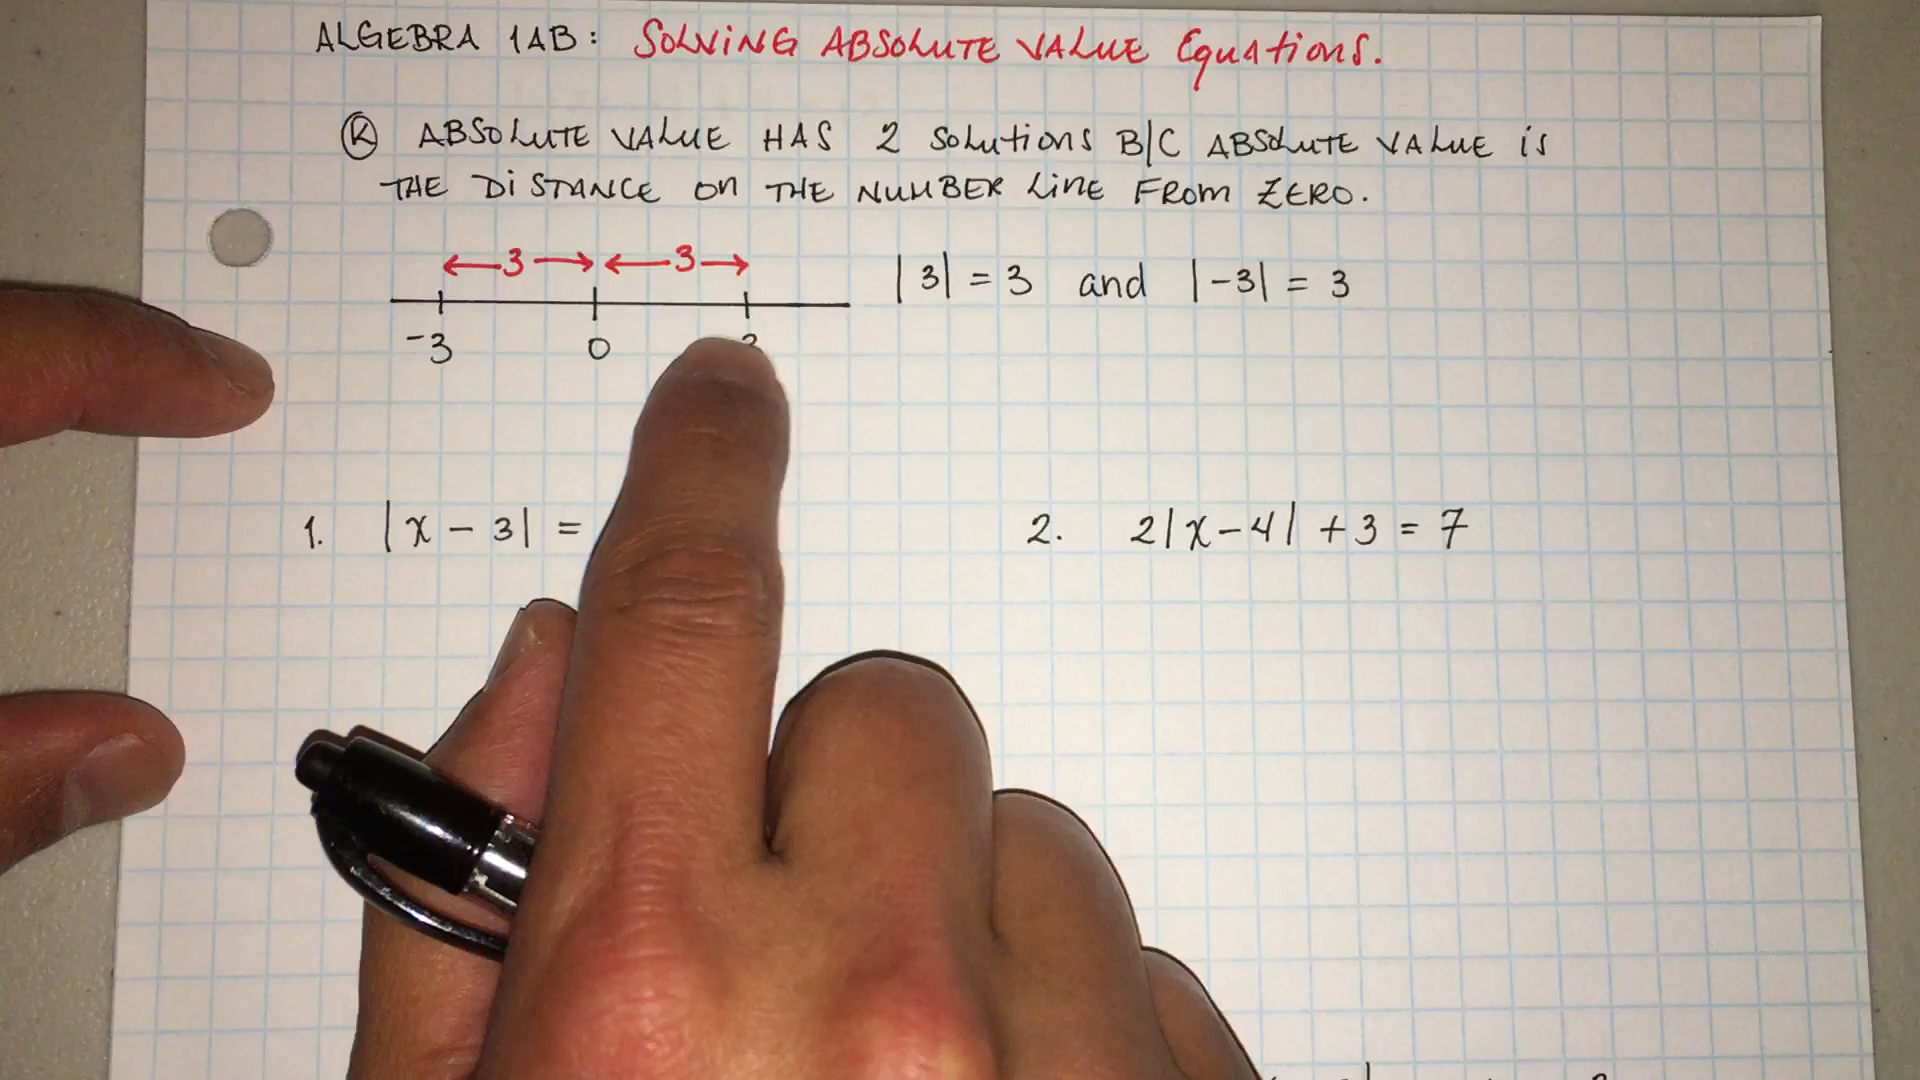 ALGEBRA 1AB: SOLVING ABSOLUTE VALUE Equations.
Ⓚ ABSOLUTE VALUE HAS 2 Solutions B/C ABSOLUTE VALUE is
THE DiSTANCE on THE NUMBER LiNE FROM ZERO.
3 3
|3| = 3 and |-3| = 3
-3 0
1. |x - 3| =
2. 2|x-4| + 3 = 7